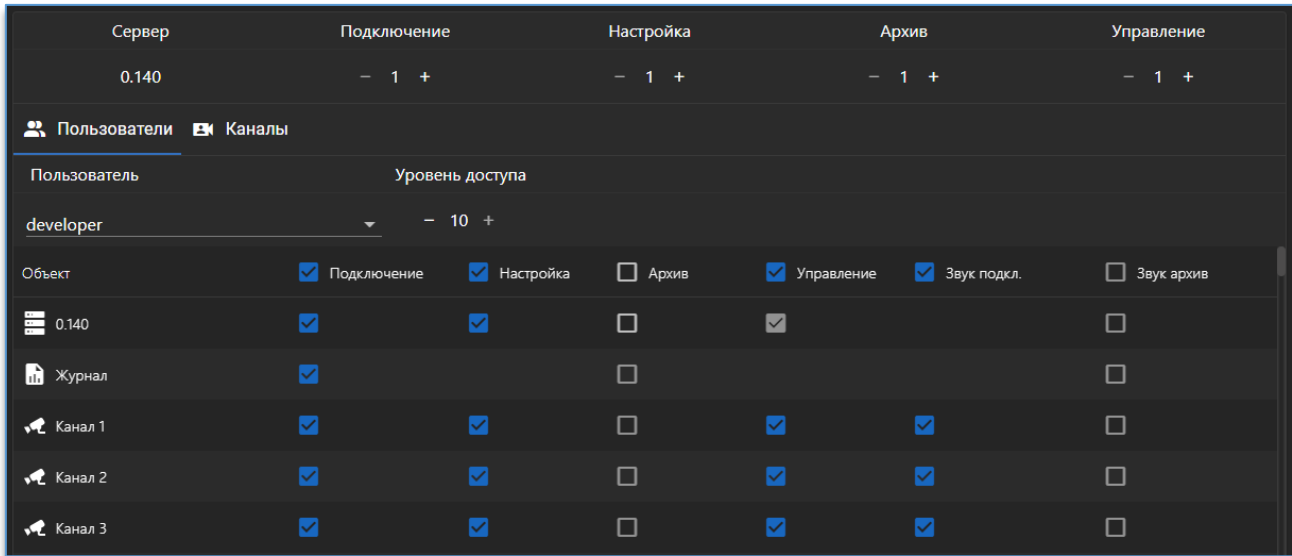 Сервер Подключение Настройка Архив Управление
0.140 − 1 + − 1 + − 1 + − 1 +
Пользователи Каналы
Пользователь Уровень доступа
developer − 10 +
Объект Подключение Настройка Архив Управление Звук подкл. Звук архив
0.140
Журнал
Канал 1
Канал 2
Канал 3